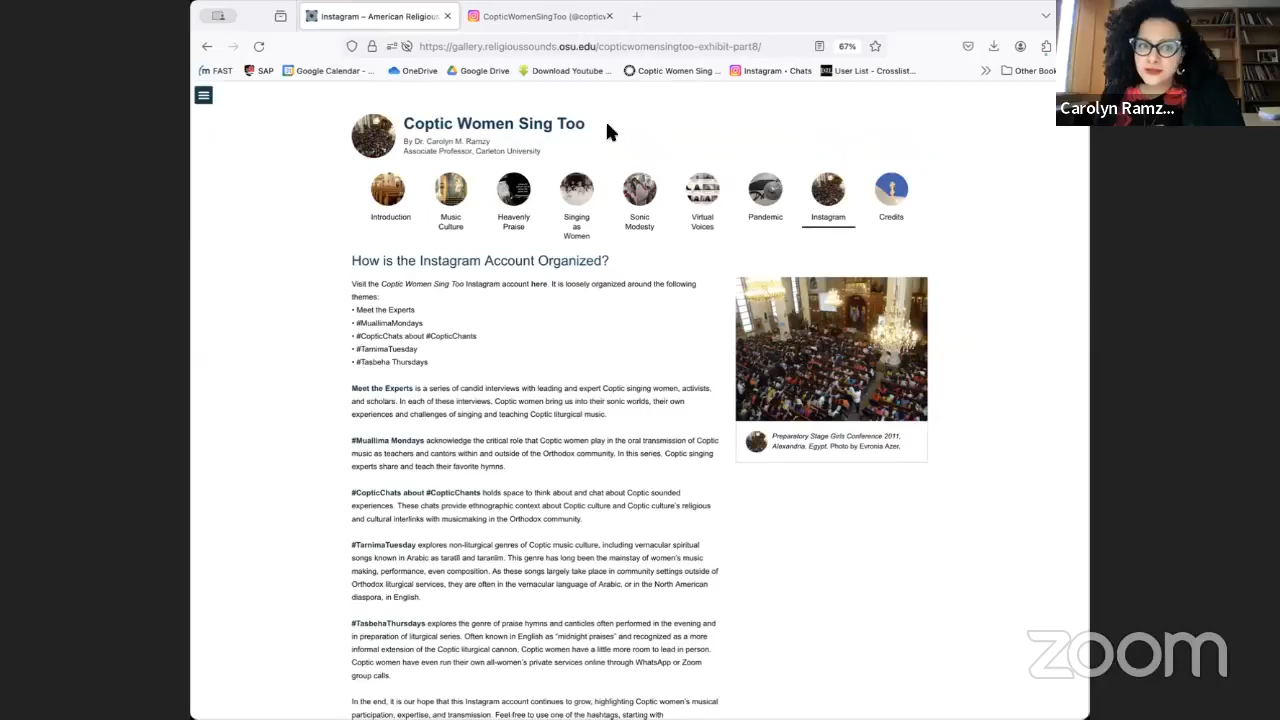 Instagram – American Religious
CopticWomenSingToo (@copticv
https://gallery.religioussounds.osu.edu/copticwomensingtoo-exhibit-part8/
67%
FAST
SAP
Google Calendar - ...
OneDrive
Google Drive
Download Youtube ...
Coptic Women Sing ...
Instagram • Chats
User List - Crosslist...
Other Book
Carolyn Ramz...
Coptic Women Sing Too
By Dr. Carolyn M. Ramzy
Associate Professor, Carleton University
Introduction
Music
Culture
Heavenly
Praise
Singing
as
Women
Sonic
Modesty
Virtual
Voices
Pandemic
Instagram
Credits
How is the Instagram Account Organized?
Visit the Coptic Women Sing Too Instagram account here. It is loosely organized around the following
themes:
• Meet the Experts
• #MuallimaMondays
• #CopticChats about #CopticChants
• #TarnimaTuesday
• #Tasbeha Thursdays
Meet the Experts is a series of candid interviews with leading and expert Coptic singing women, activists,
and scholars. In each of these interviews, Coptic women bring us into their sonic worlds, their own
experiences and challenges of singing and teaching Coptic liturgical music.
#Muallima Mondays acknowledge the critical role that Coptic women play in the oral transmission of Coptic
music as teachers and cantors within and outside of the Orthodox community. In this series, Coptic singing
experts share and teach their favorite hymns.
#CopticChats about #CopticChants holds space to think about and chat about Coptic sounded
experiences. These chats provide ethnographic context about Coptic culture and Coptic culture's religious
and cultural interlinks with musicmaking in the Orthodox community.
#TarnimaTuesday explores non-liturgical genres of Coptic music culture, including vernacular spiritual
songs known in Arabic as taratīl and taranīm. This genre has long been the mainstay of women's music
making, performance, even composition. As these songs largely take place in community settings outside of
Orthodox liturgical services, they are often in the vernacular language of Arabic, or in the North American
diaspora, in English.
#TasbehaThursdays explores the genre of praise hymns and canticles often performed in the evening and
in preparation of liturgical series. Often known in English as "midnight praises" and recognized as a more
informal extension of the Coptic liturgical cannon, Coptic women have a little more room to lead in person.
Coptic women have even run their own all-women's private services online through WhatsApp or Zoom
group calls.
In the end, it is our hope that this Instagram account continues to grow, highlighting Coptic women's musical
participation, expertise, and transmission. Feel free to use one of the hashtags, starting with
Preparatory Stage Girls Conference 2011,
Alexandria, Egypt. Photo by Evronia Azer.
zoom